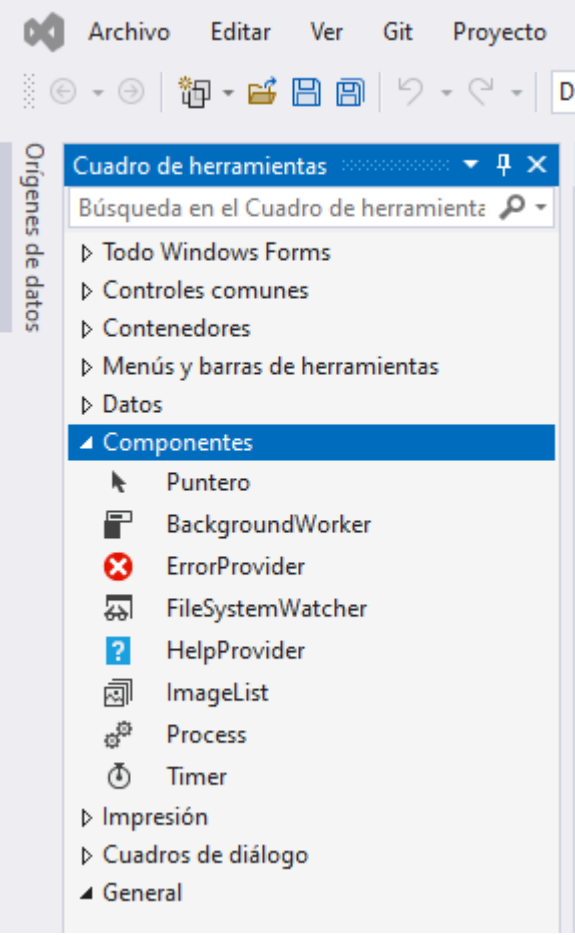 Archivo Editar Ver Git Proyecto
D
Orígenes de datos
Cuadro de herramientas
Búsqueda en el Cuadro de herramienta
Todo Windows Forms
Controles comunes
Contenedores
Menús y barras de herramientas
Datos
Componentes
Puntero
BackgroundWorker
ErrorProvider
FileSystemWatcher
HelpProvider
ImageList
Process
Timer
Impresión
Cuadros de diálogo
General